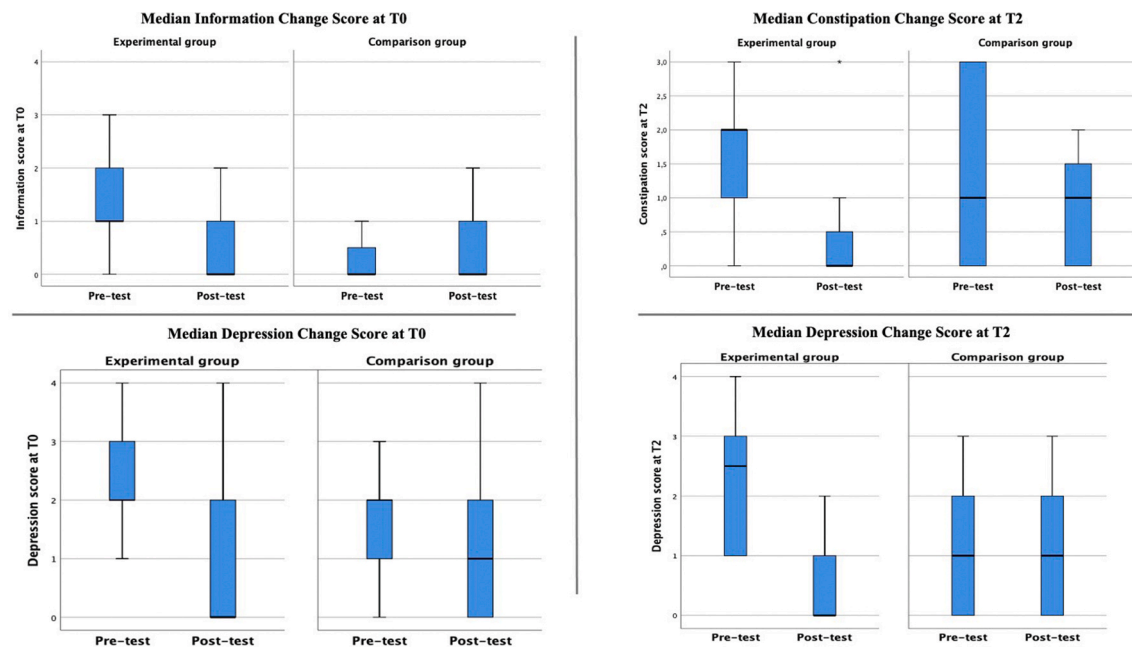 Median Information Change Score at T0
Experimental group
Comparison group
Information score at T0
4
3
2
1
0
Pre-test
Post-test
Pre-test
Post-test
Median Constipation Change Score at T2
Experimental group
Comparison group
Constipation score at T2
3,0
2,5
2,0
1,5
1,0
,5
,0
*
Pre-test
Post-test
Pre-test
Post-test
Median Depression Change Score at T0
Experimental group
Comparison group
Depression score at T0
4
3
2
1
0
Pre-test
Post-test
Pre-test
Post-test
Median Depression Change Score at T2
Experimental group
Comparison group
Depression score at T2
4
3
2
1
0
Pre-test
Post-test
Pre-test
Post-test